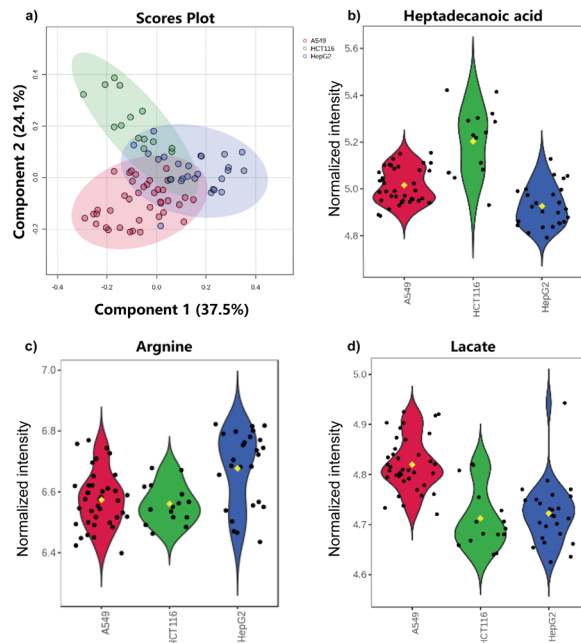 a)
Scores Plot
A549
HCT116
HepG2
Component 2 (24.1%)
0.4
0.2
0.0
-0.2
-0.4
-0.2
0.0
0.2
0.4
Component 1 (37.5%)
b)
Heptadecanoic acid
Normalized intensity
5.6
5.4
5.2
5.0
4.8
A549
HCT116
HepG2
c)
Argnine
Normalized intensity
7.0
6.8
6.6
6.4
A549
HCT116
HepG2
d)
Lacate
Normalized intensity
5.0
4.9
4.8
4.7
4.6
A549
HCT116
HepG2